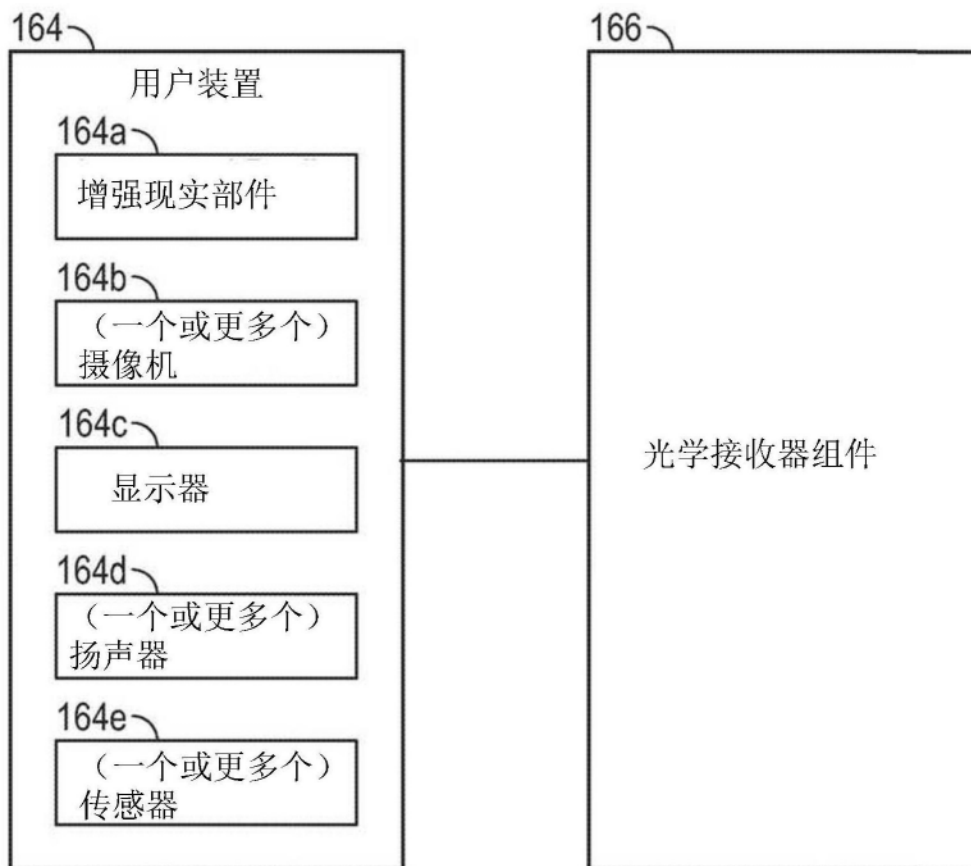 164
用户装置
164a
增强现实部件
164b
（一个或更多个）
摄像机
164c
显示器
164d
（一个或更多个）
扬声器
164e
（一个或更多个）
传感器
166
光学接收器组件